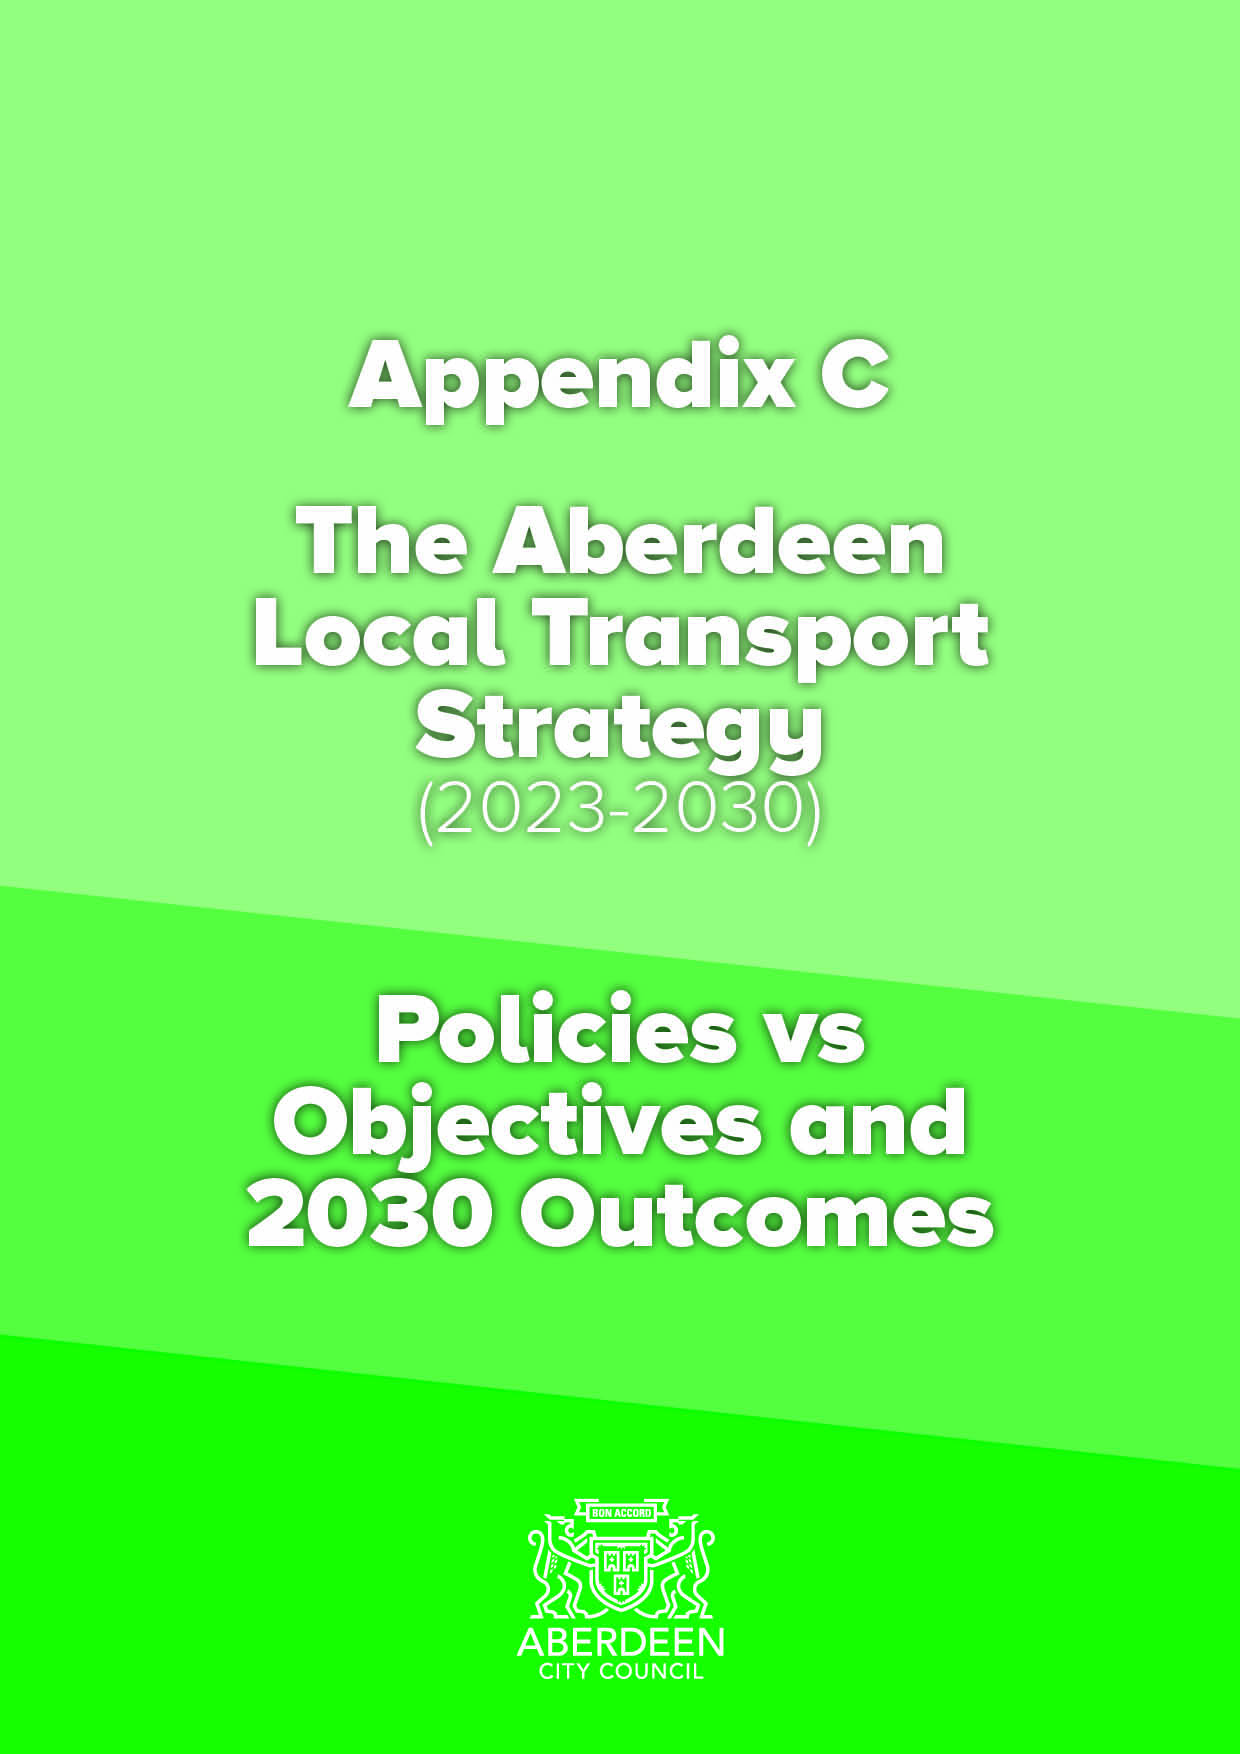 Appendix C
The Aberdeen
Local Transport
Strategy
(2023-2030)
Policies vs
Objectives and
2030 Outcomes
BON ACCORD
ABERDEEN
CITY COUNCIL